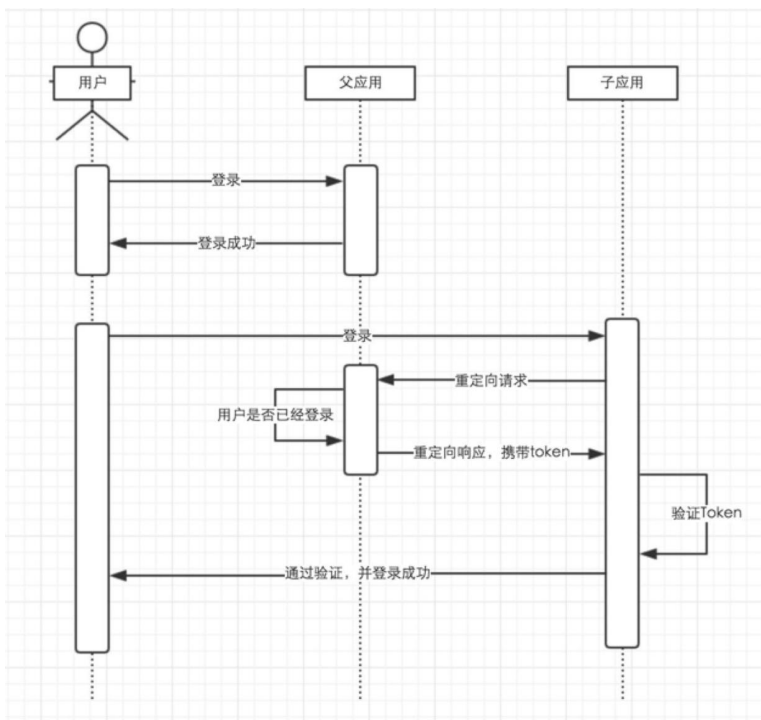 用户
父应用
子应用
登录
登录成功
登录
重定向请求
用户是否已经登录
重定向响应，携带token
验证Token
通过验证，并登录成功